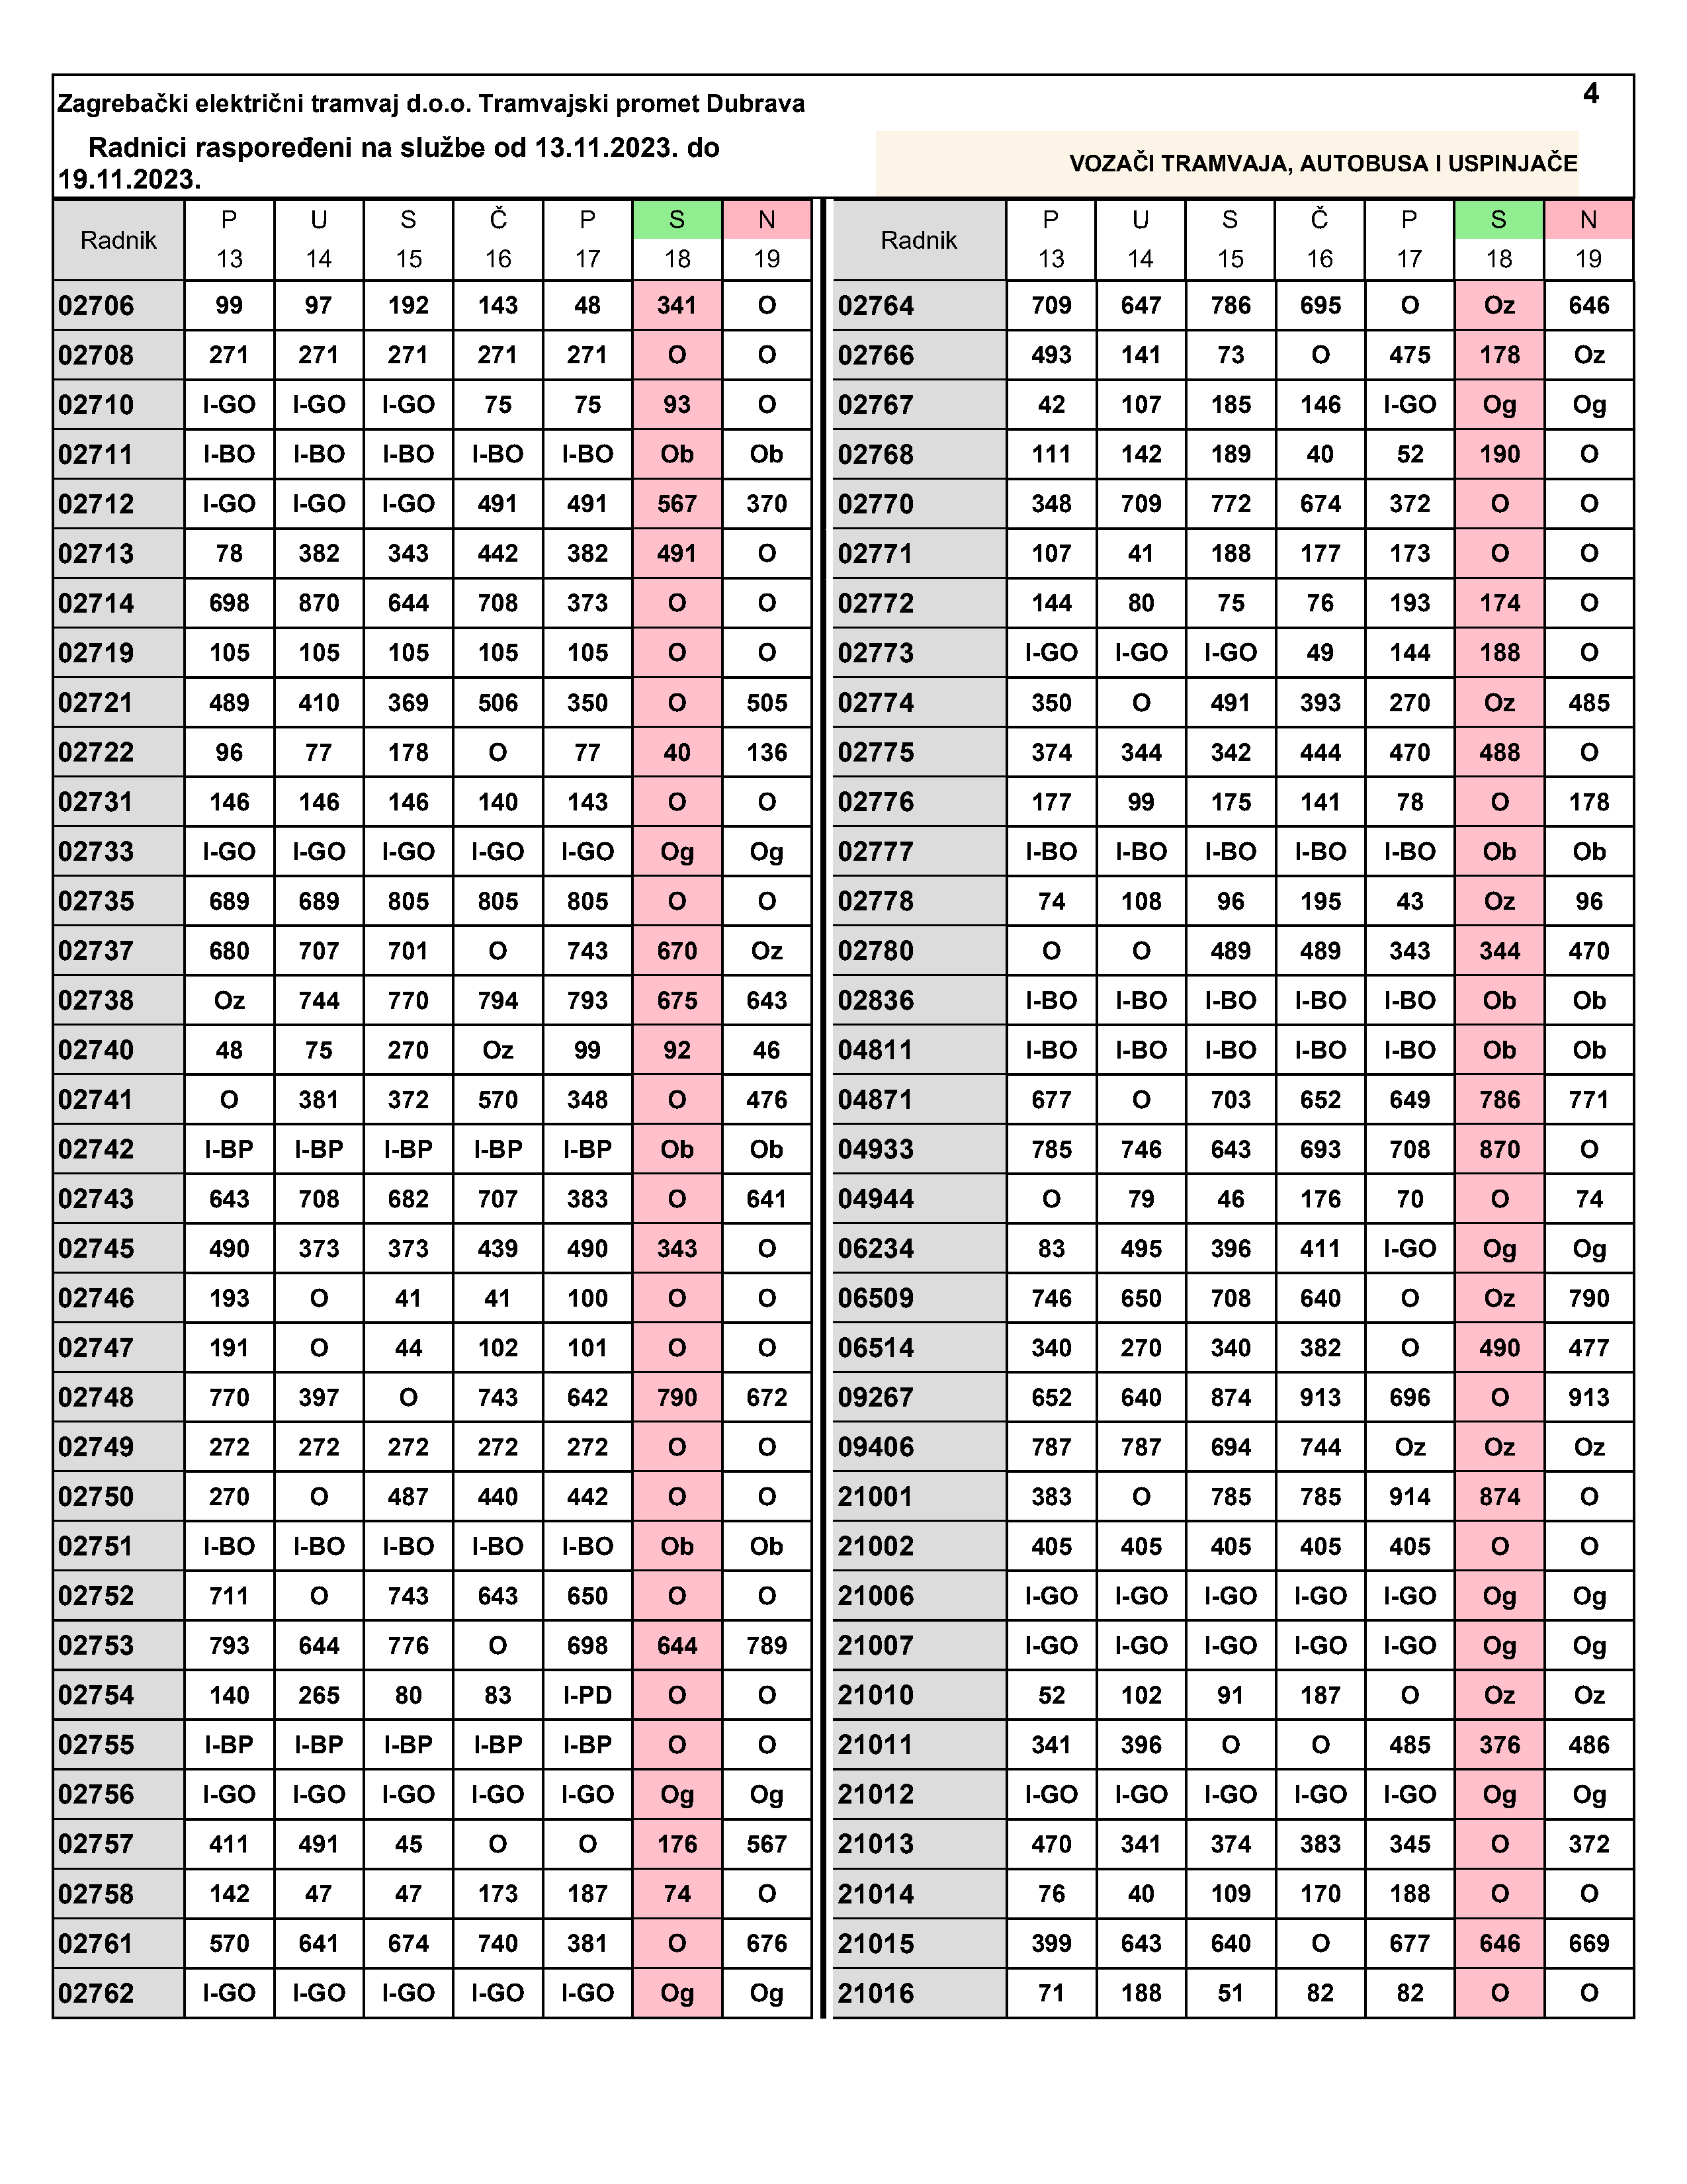 4
Zagrebački električni tramvaj d.o.o. Tramvajski promet Dubrava
Radnici raspoređeni na službe od 13.11.2023. do
19.11.2023.
VOZAČI TRAMVAJA, AUTOBUSA I USPINJAČE
Radnik P U S Č P S N Radnik P U S Č P S N
13 14 15 16 17 18 19 13 14 15 16 17 18 19
02706 99 97 192 143 48 341 O 02764 709 647 786 695 O Oz 646
02708 271 271 271 271 271 O O 02766 493 141 73 O 475 178 Oz
02710 I-GO I-GO I-GO 75 75 93 O 02767 42 107 185 146 I-GO Og Og
02711 I-BO I-BO I-BO I-BO I-BO Ob Ob 02768 111 142 189 40 52 190 O
02712 I-GO I-GO I-GO 491 491 567 370 02770 348 709 772 674 372 O O
02713 78 382 343 442 382 491 O 02771 107 41 188 177 173 O O
02714 698 870 644 708 373 O O 02772 144 80 75 76 193 174 O
02719 105 105 105 105 105 O O 02773 I-GO I-GO I-GO 49 144 188 O
02721 489 410 369 506 350 O 505 02774 350 O 491 393 270 Oz 485
02722 96 77 178 O 77 40 136 02775 374 344 342 444 470 488 O
02731 146 146 146 140 143 O O 02776 177 99 175 141 78 O 178
02733 I-GO I-GO I-GO I-GO I-GO Og Og 02777 I-BO I-BO I-BO I-BO I-BO Ob Ob
02735 689 689 805 805 805 O O 02778 74 108 96 195 43 Oz 96
02737 680 707 701 O 743 670 Oz 02780 O O 489 489 343 344 470
02738 Oz 744 770 794 793 675 643 02836 I-BO I-BO I-BO I-BO I-BO Ob Ob
02740 48 75 270 Oz 99 92 46 04811 I-BO I-BO I-BO I-BO I-BO Ob Ob
02741 O 381 372 570 348 O 476 04871 677 O 703 652 649 786 771
02742 I-BP I-BP I-BP I-BP I-BP Ob Ob 04933 785 746 643 693 708 870 O
02743 643 708 682 707 383 O 641 04944 O 79 46 176 70 O 74
02745 490 373 373 439 490 343 O 06234 83 495 396 411 I-GO Og Og
02746 193 O 41 41 100 O O 06509 746 650 708 640 O Oz 790
02747 191 O 44 102 101 O O 06514 340 270 340 382 O 490 477
02748 770 397 O 743 642 790 672 09267 652 640 874 913 696 O 913
02749 272 272 272 272 272 O O 09406 787 787 694 744 Oz Oz Oz
02750 270 O 487 440 442 O O 21001 383 O 785 785 914 874 O
02751 I-BO I-BO I-BO I-BO I-BO Ob Ob 21002 405 405 405 405 405 O O
02752 711 O 743 643 650 O O 21006 I-GO I-GO I-GO I-GO I-GO Og Og
02753 793 644 776 O 698 644 789 21007 I-GO I-GO I-GO I-GO I-GO Og Og
02754 140 265 80 83 I-PD O O 21010 52 102 91 187 O Oz Oz
02755 I-BP I-BP I-BP I-BP I-BP O O 21011 341 396 O O 485 376 486
02756 I-GO I-GO I-GO I-GO I-GO Og Og 21012 I-GO I-GO I-GO I-GO I-GO Og Og
02757 411 491 45 O O 176 567 21013 470 341 374 383 345 O 372
02758 142 47 47 173 187 74 O 21014 76 40 109 170 188 O O
02761 570 641 674 740 381 O 676 21015 399 643 640 O 677 646 669
02762 I-GO I-GO I-GO I-GO I-GO Og Og 21016 71 188 51 82 82 O O